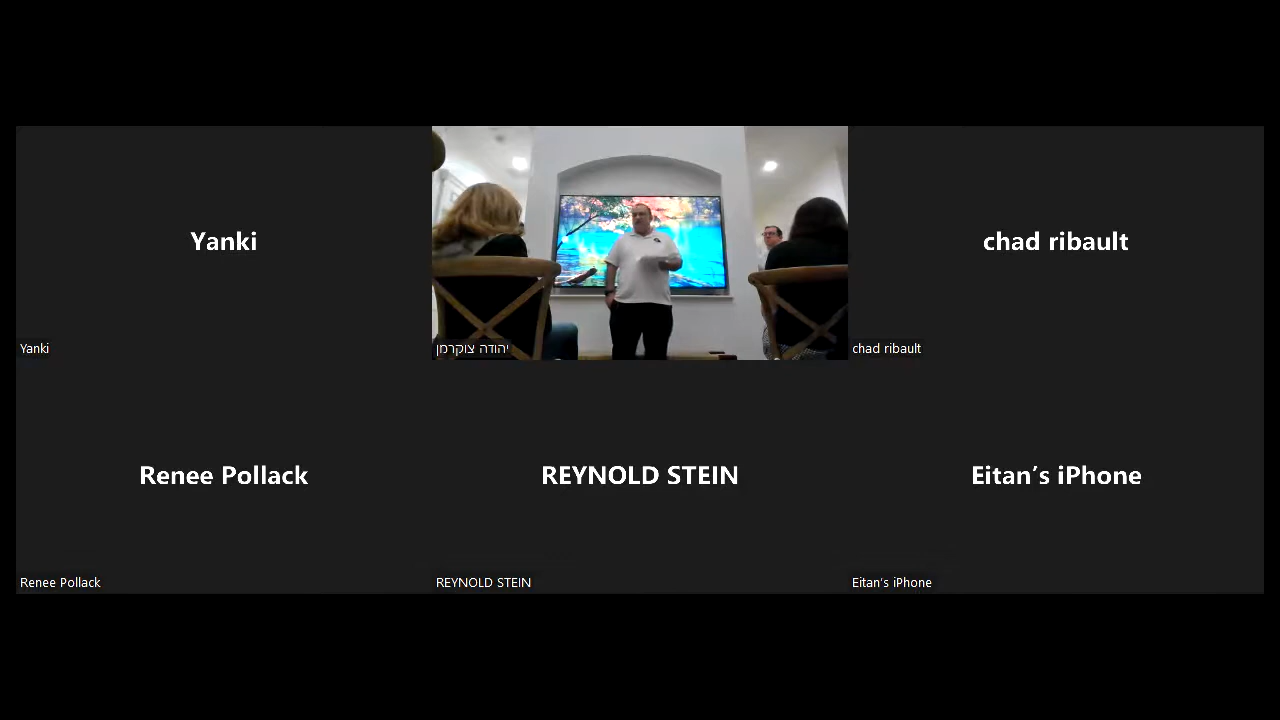 Yanki
chad ribault
Yanki
יהודה צוקרמן
chad ribault
Renee Pollack
REYNOLD STEIN
Eitan’s iPhone
Renee Pollack
REYNOLD STEIN
Eitan's iPhone